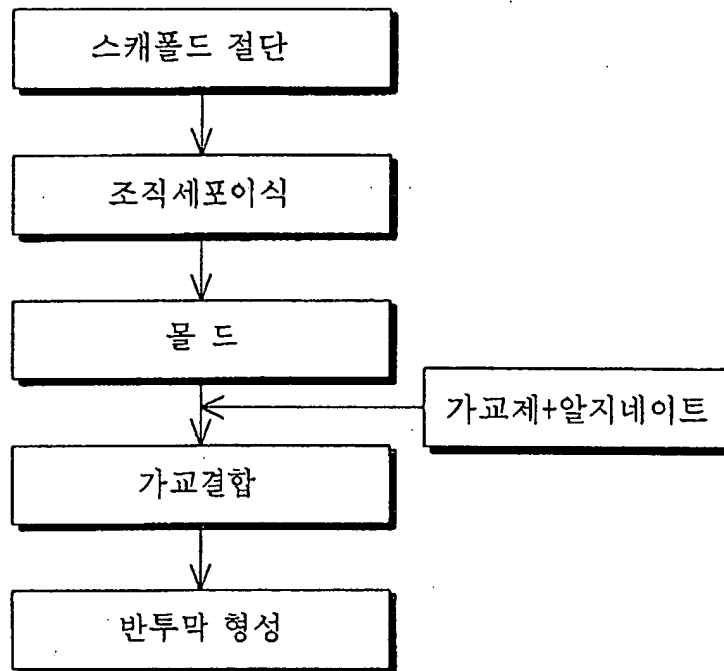 스캐폴드 절단
조직세포이식
몰 드
가교제+알지네이트
가교결합
반투막 형성